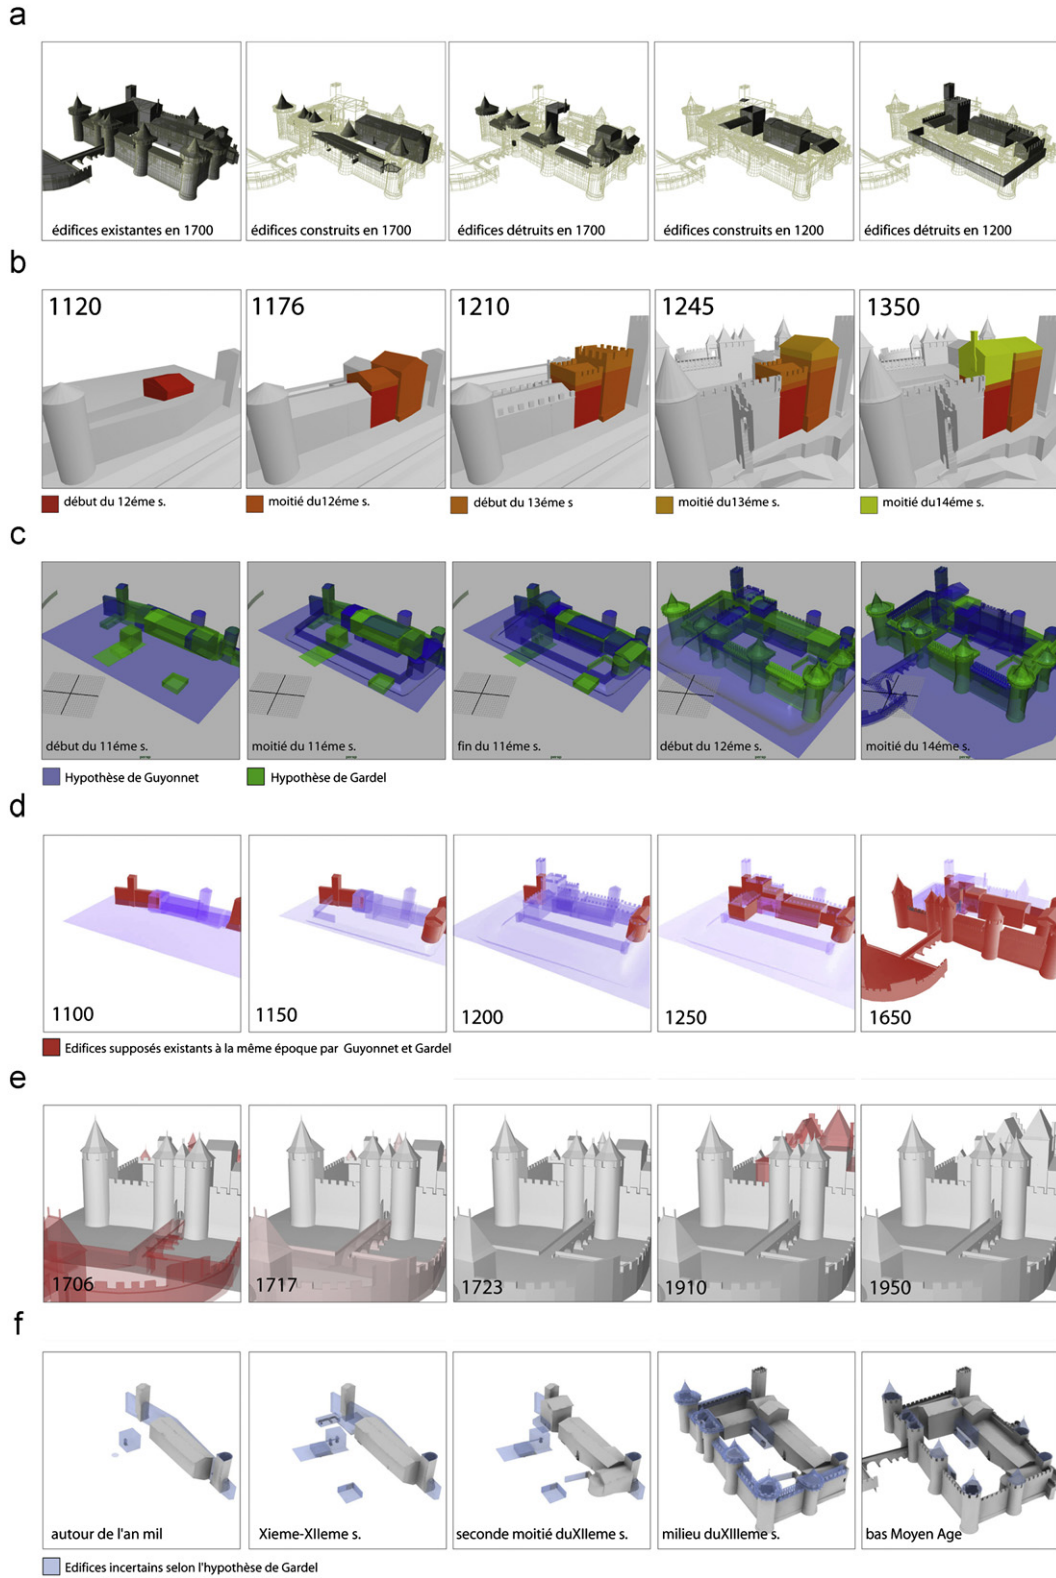 a
édifices existantes en 1700
édifices construits en 1700
édifices détruits en 1700
édifices construits en 1200
édifices détruits en 1200
b
1120
1176
1210
1245
1350
début du 12éme s.
moitié du12éme s.
début du 13éme s
moitié du13éme s.
moitié du14éme s.
c
début du 11éme s.
moitié du 11éme s.
fin du 11éme s.
début du 12éme s.
moitié du 14éme s.
persp
persp
persp
persp
persp
Hypothèse de Guyonnet
Hypothèse de Gardel
d
1100
1150
1200
1250
1650
Edifices supposés existants à la même époque par Guyonnet et Gardel
e
1706
1717
1723
1910
1950
f
autour de l'an mil
Xieme-XIIeme s.
seconde moitié duXIIeme s.
milieu duXIIIeme s.
bas Moyen Age
Edifices incertains selon l'hypothèse de Gardel